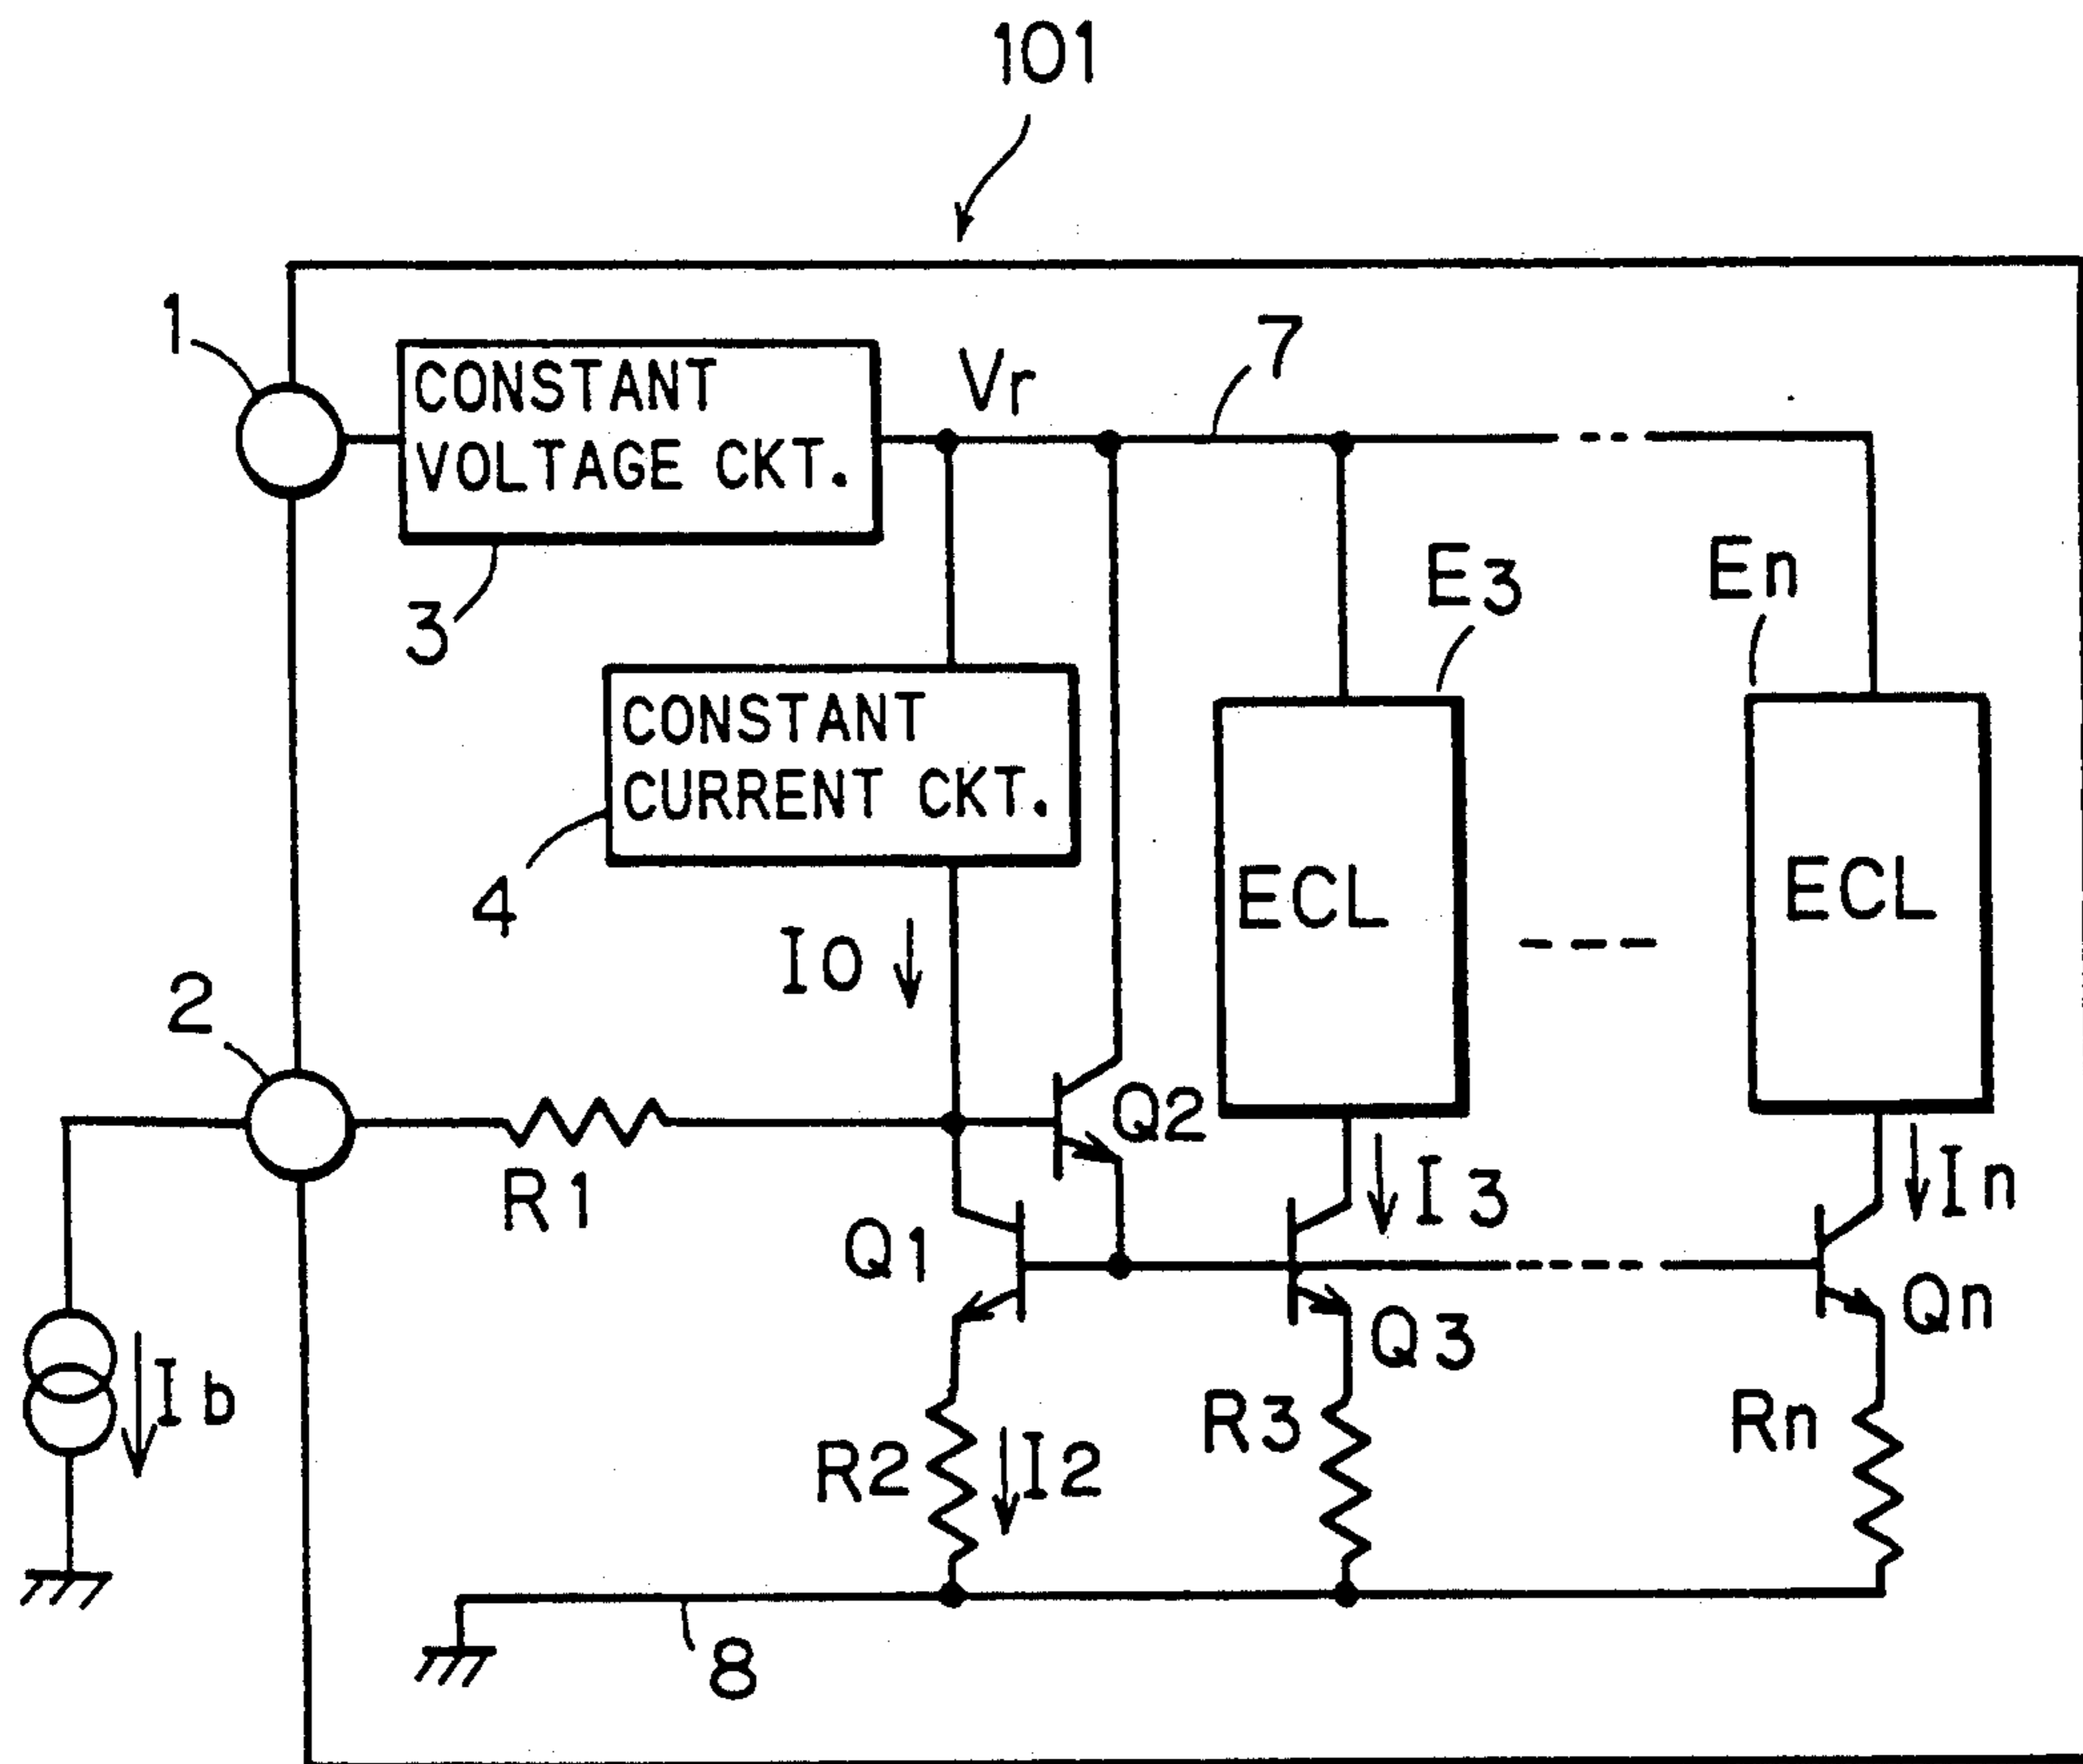 101
1
CONSTANT
VOLTAGE CKT.
Vr
7
3
E3
En
CONSTANT
CURRENT CKT.
4
ECL
ECL
I0
2
Q2
R1
I3
In
Q1
Q3
Qn
Ib
R2
I2
R3
Rn
8